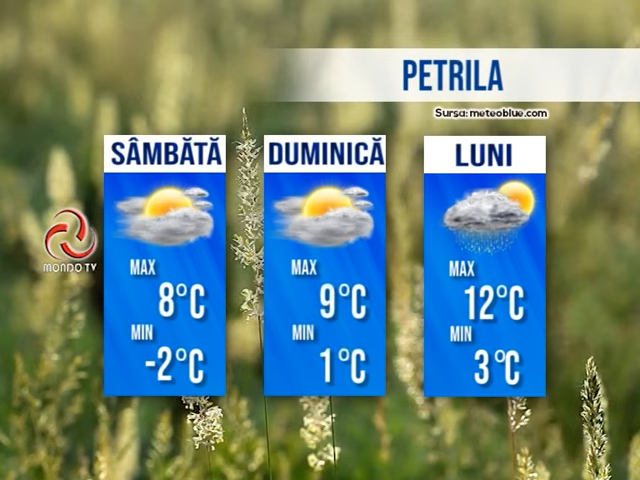 PETRILA
Sursa: meteoblue.com
SÂMBĂTĂ
MAX
8°C
MIN
-2°C
DUMINICĂ
MAX
9°C
MIN
1°C
LUNI
MAX
12°C
MIN
3°C
MONDO TV